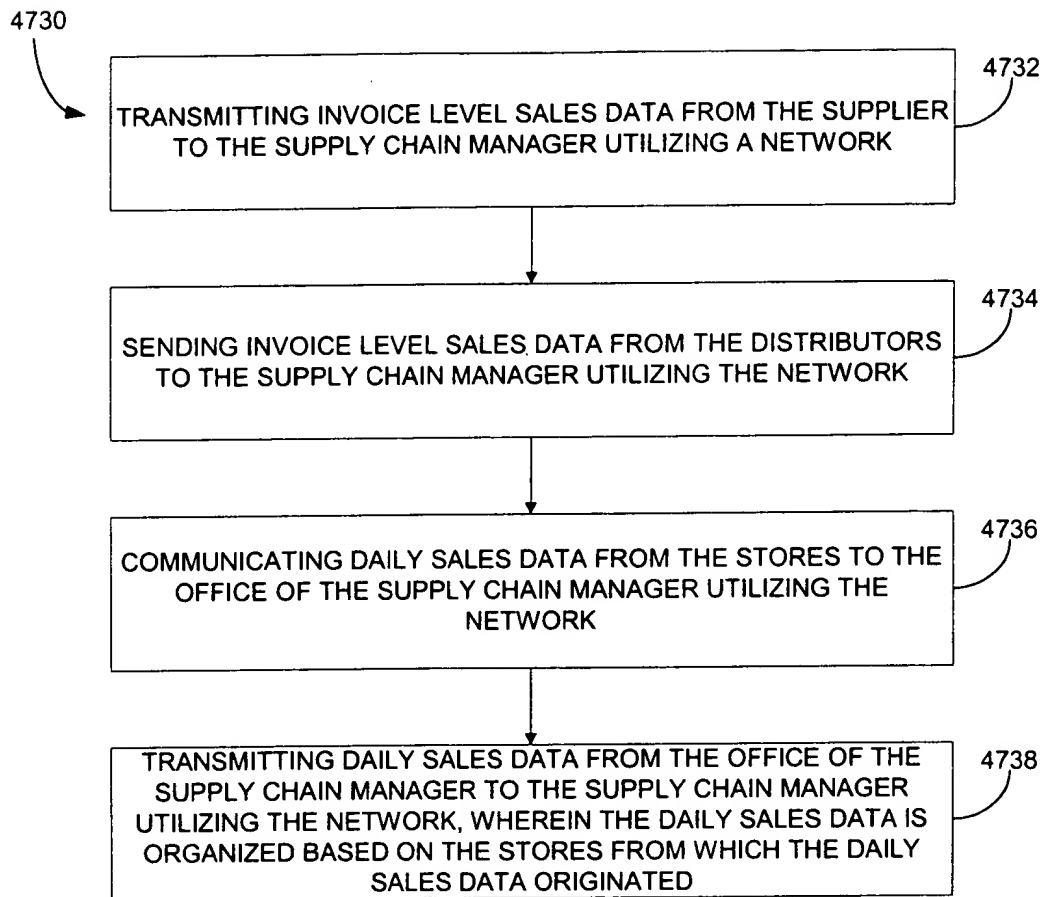 4730
4732
TRANSMITTING INVOICE LEVEL SALES DATA FROM THE SUPPLIER
TO THE SUPPLY CHAIN MANAGER UTILIZING A NETWORK
4734
SENDING INVOICE LEVEL SALES DATA FROM THE DISTRIBUTORS
TO THE SUPPLY CHAIN MANAGER UTILIZING THE NETWORK
4736
COMMUNICATING DAILY SALES DATA FROM THE STORES TO THE
OFFICE OF THE SUPPLY CHAIN MANAGER UTILIZING THE
NETWORK
4738
TRANSMITTING DAILY SALES DATA FROM THE OFFICE OF THE
SUPPLY CHAIN MANAGER TO THE SUPPLY CHAIN MANAGER
UTILIZING THE NETWORK, WHEREIN THE DAILY SALES DATA IS
ORGANIZED BASED ON THE STORES FROM WHICH THE DAILY
SALES DATA ORIGINATED